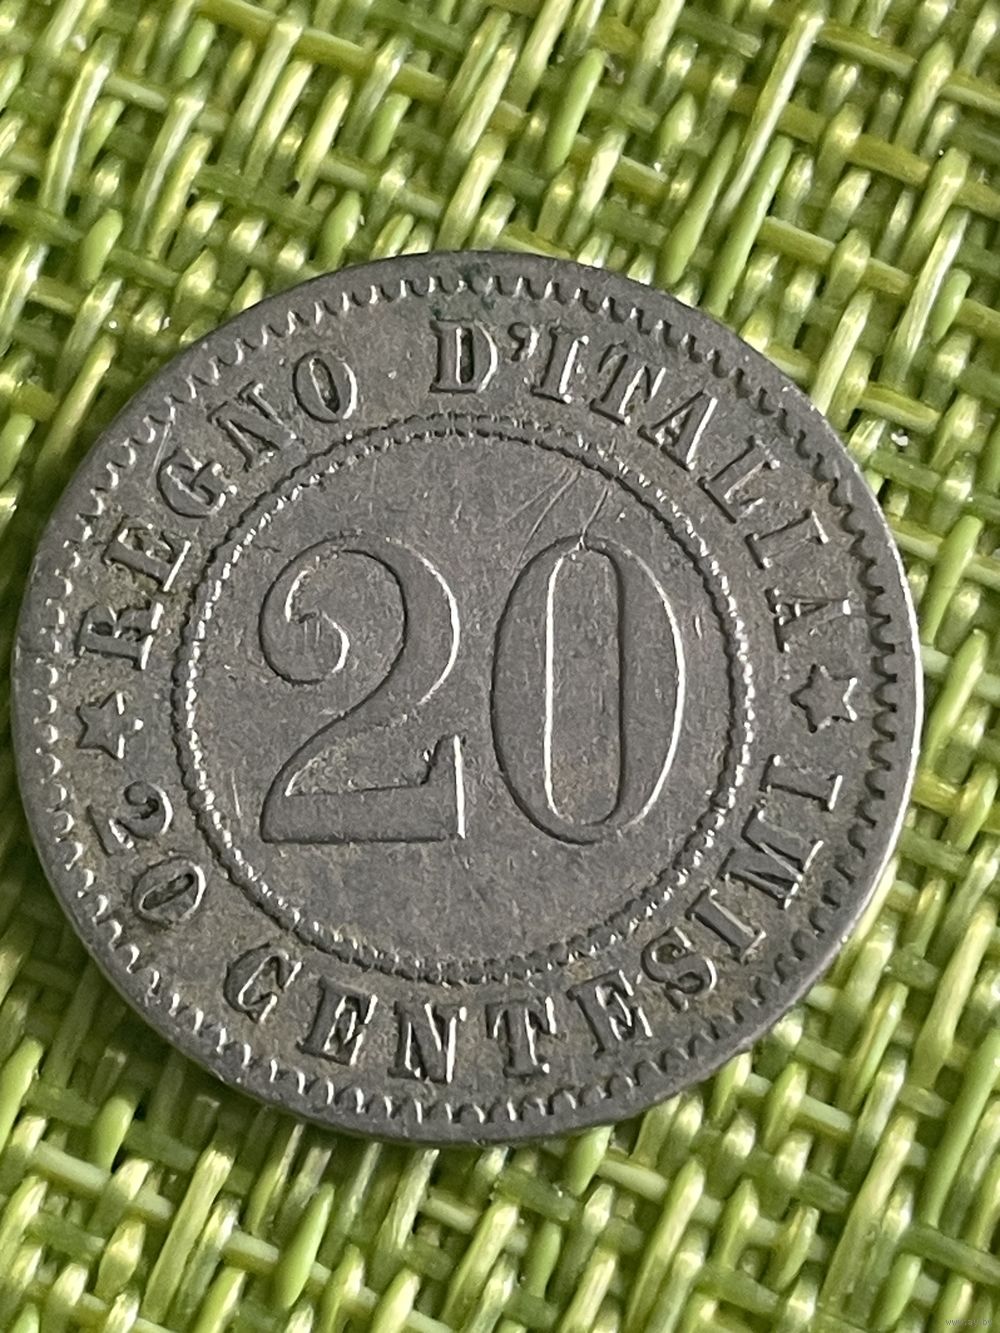 REGNO D'ITALIA
20
20 CENTESIMI